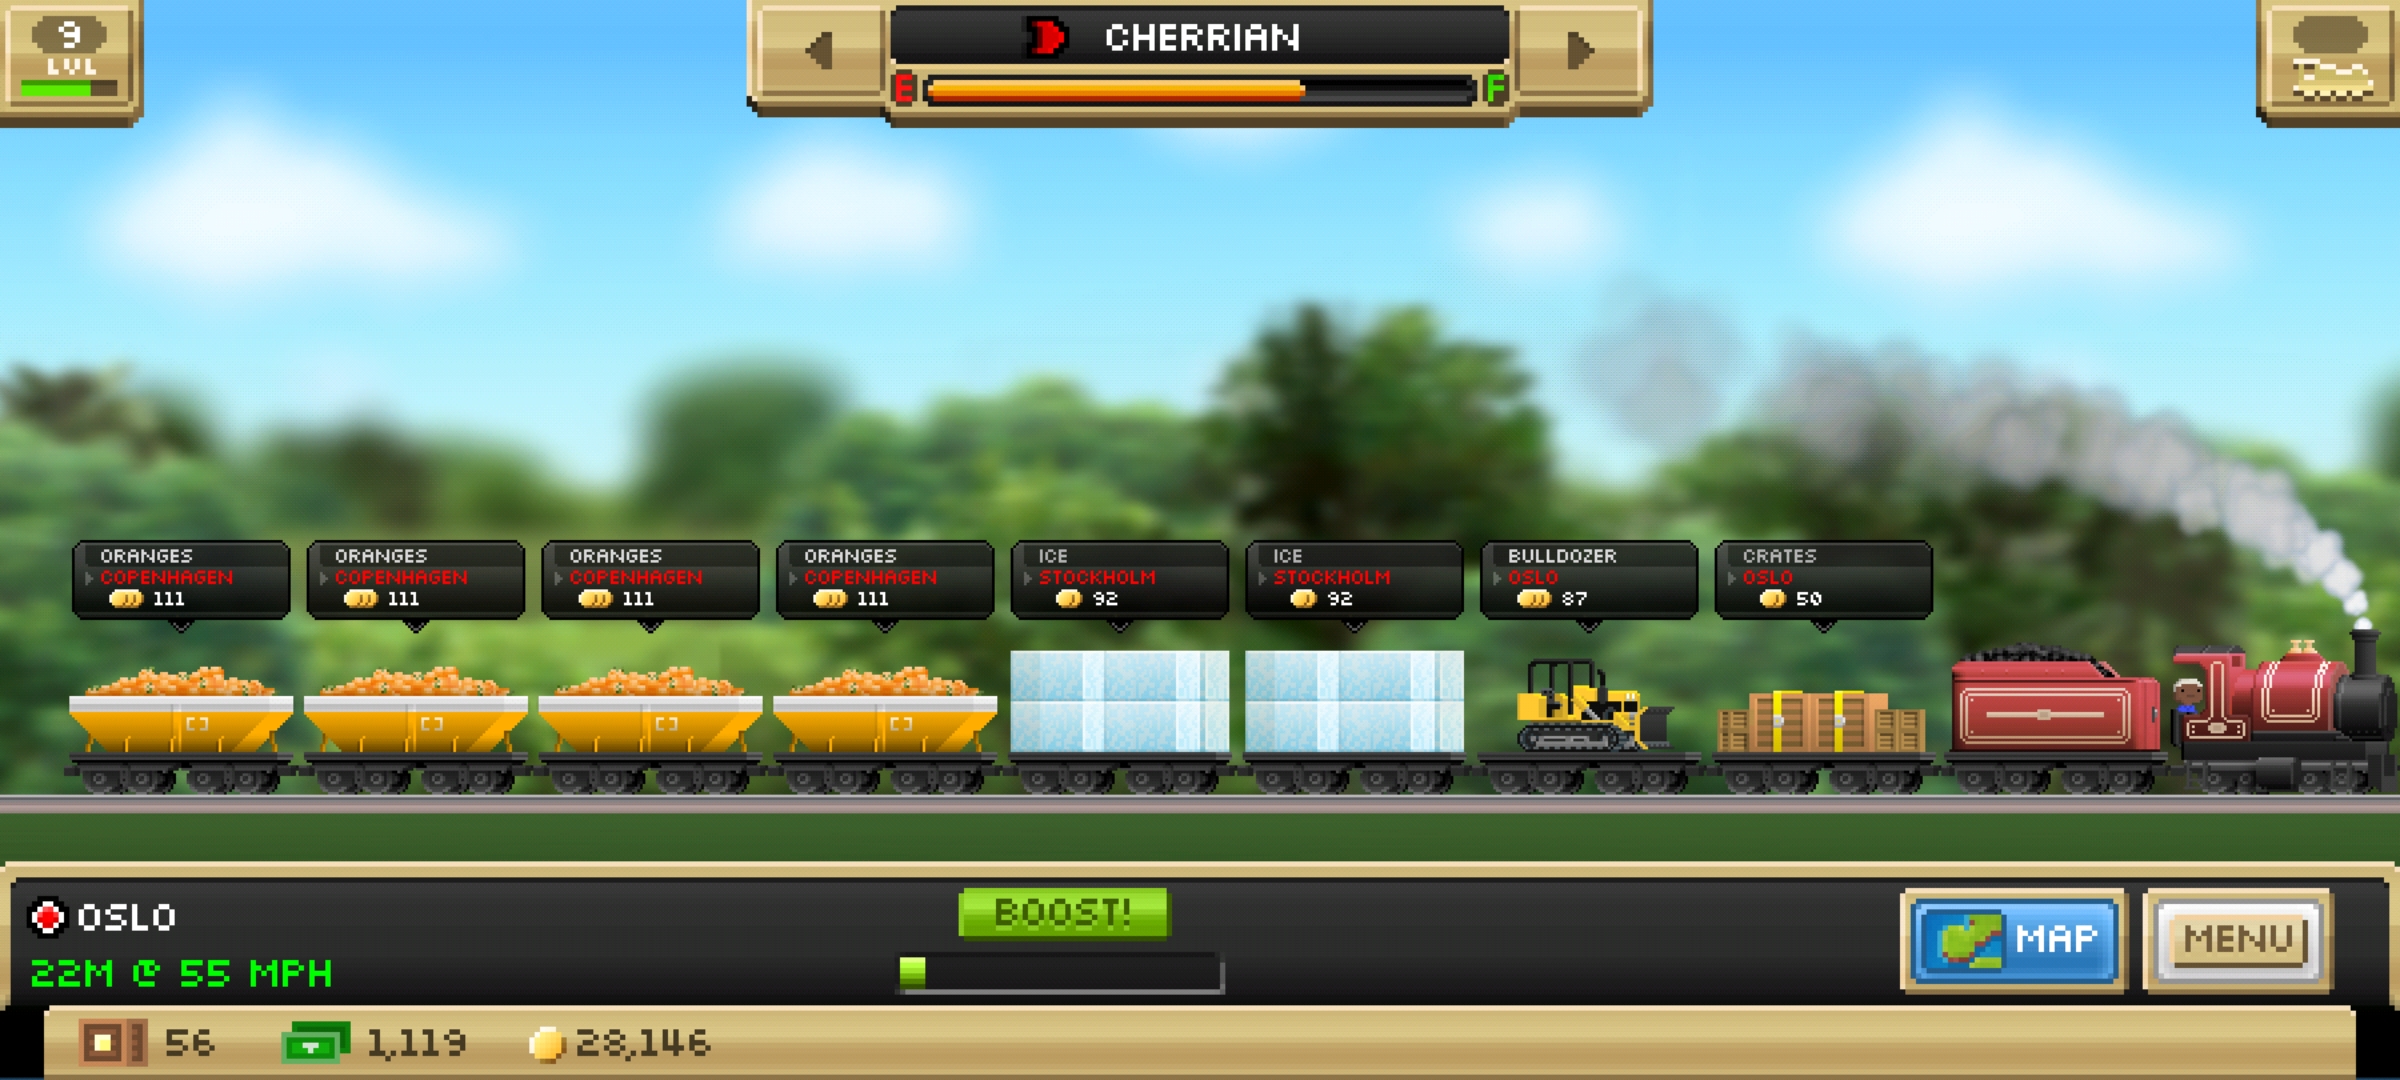 9
LVL
CHERRIAN
E F
ORANGES
COPENHAGEN
111
ORANGES
COPENHAGEN
111
ORANGES
COPENHAGEN
111
ORANGES
COPENHAGEN
111
ICE
STOCKHOLM
92
ICE
STOCKHOLM
92
BULLDOZER
OSLO
87
CRATES
OSLO
50
OSLO
22M @ 55 MPH
BOOST!
MAP
MENU
56 1,119 28,146